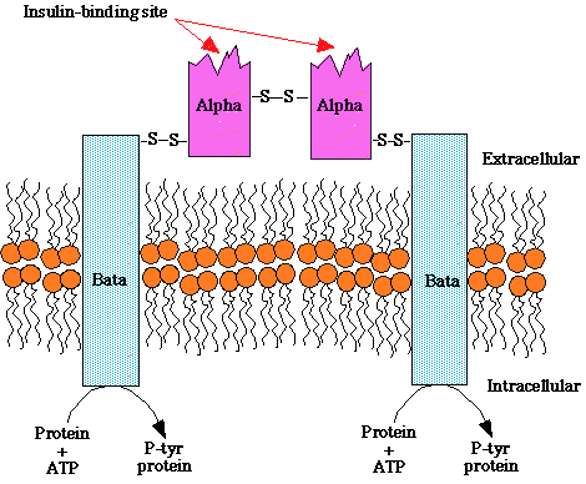 Insulin-binding site
Alpha
-S-S-
Alpha
-S-S-
-S-S-
Extracellular
Bata
Bata
Intracellular
Protein
+
ATP
P-tyr
protein
Protein
+
ATP
P-tyr
protein